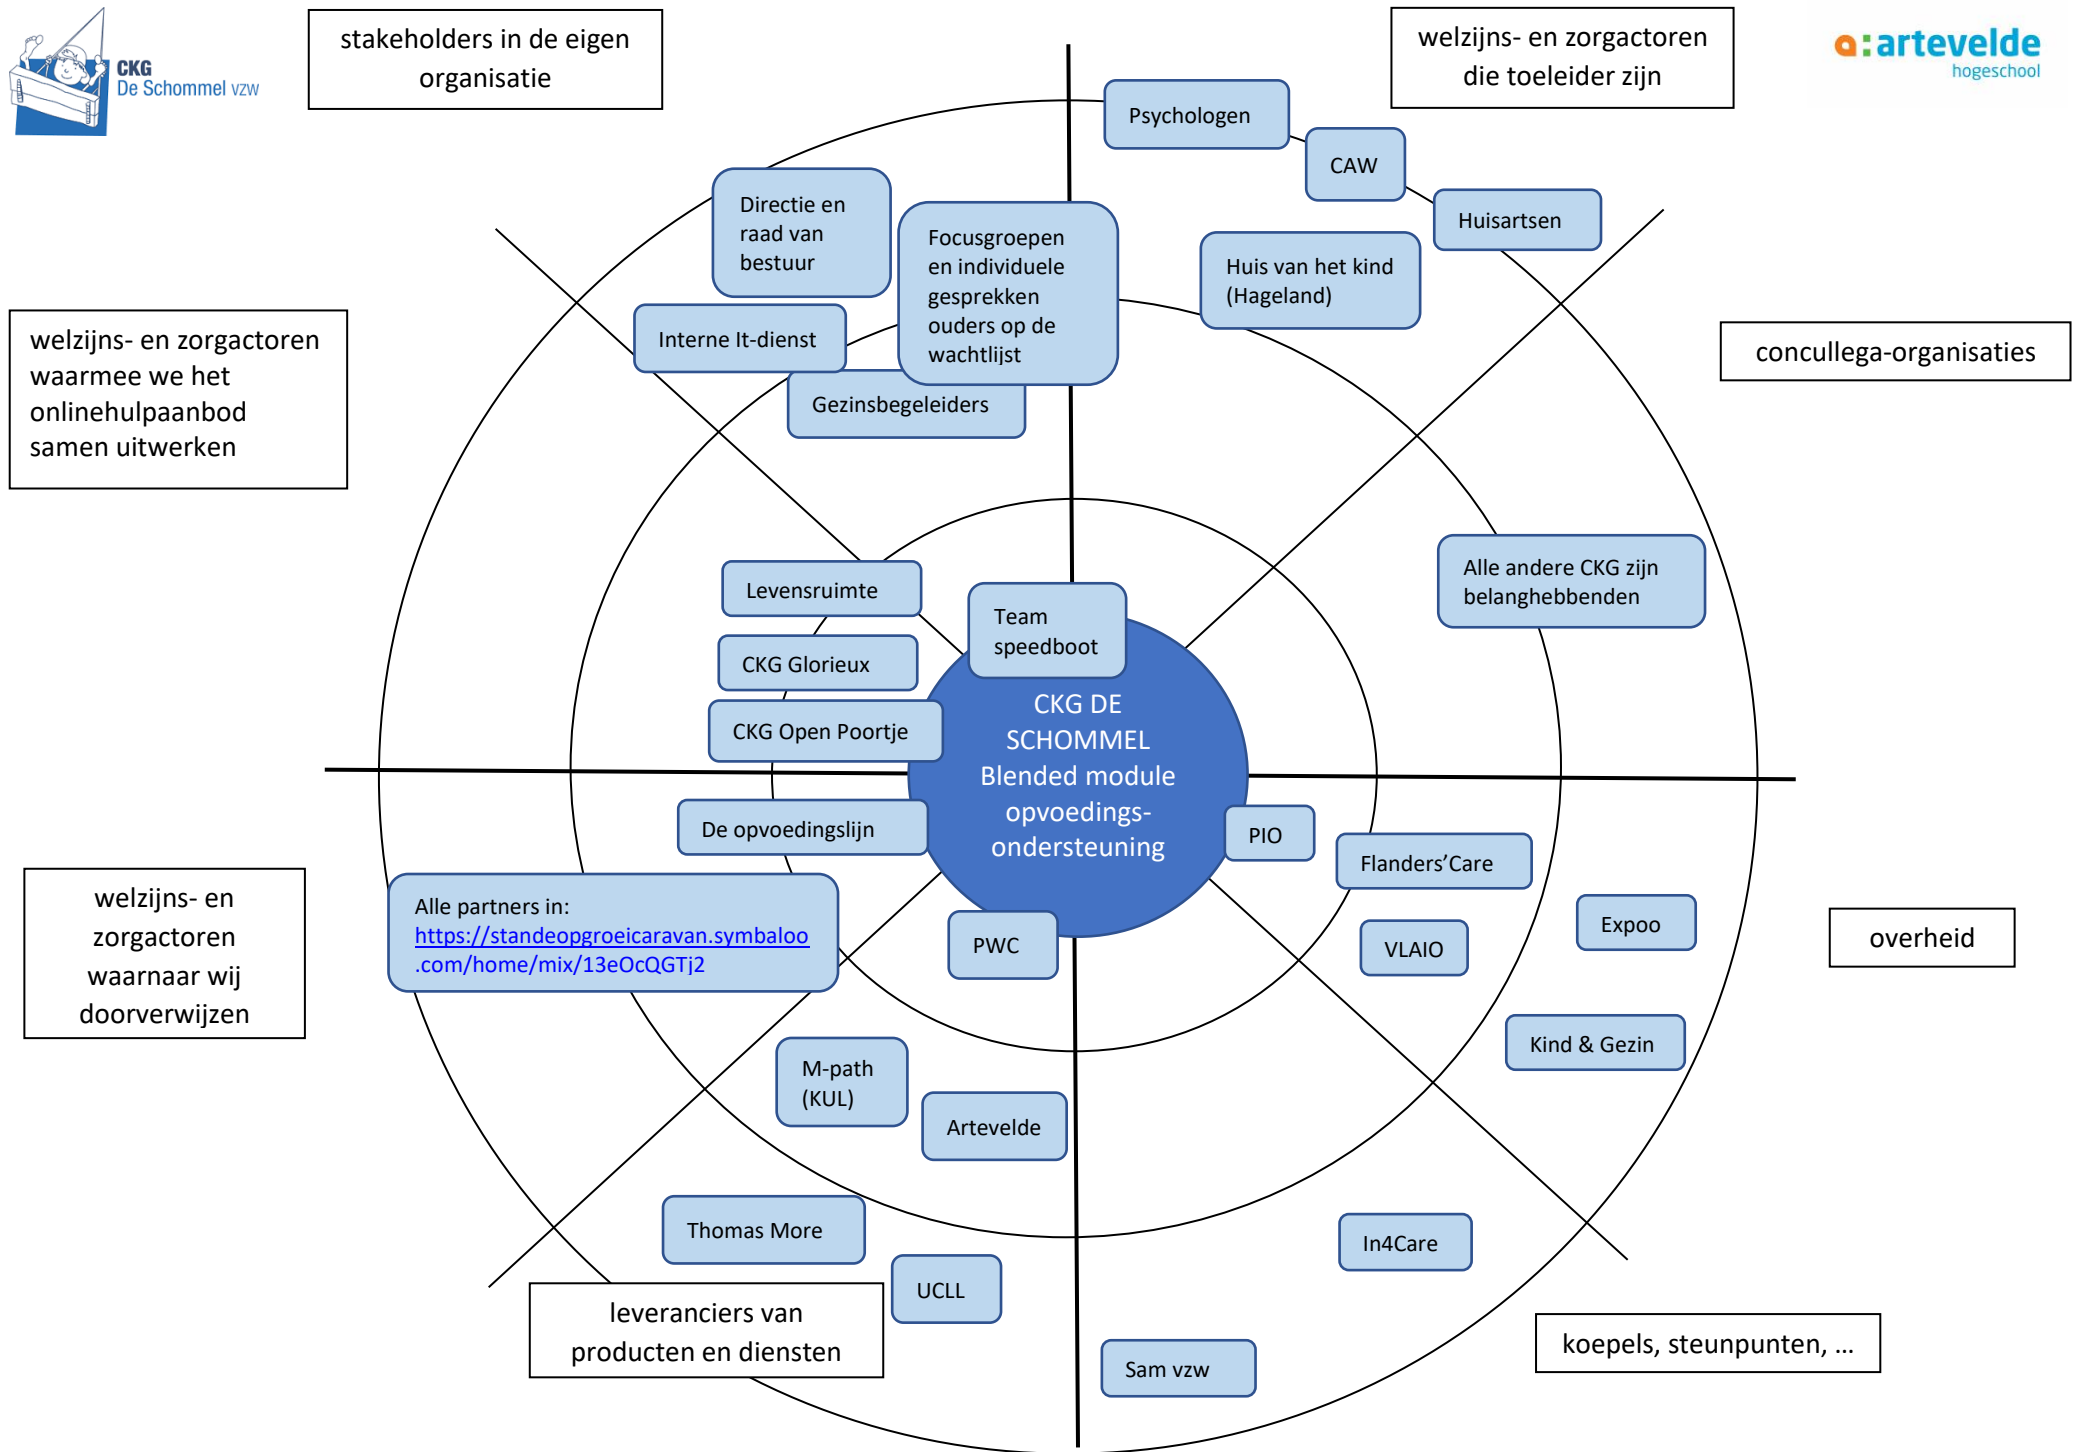 CKG
De Schommel vzw
stakeholders in de eigen
organisatie
welzijns- en zorgactoren
die toeleider zijn
a:artevelde
hogeschool
Psychologen
CAW
Huisartsen
Directie en
raad van
bestuur
Focusgroepen
en individuele
gesprekken
ouders op de
wachtlijst
Huis van het kind
(Hageland)
Interne It-dienst
Gezinsbegeleiders
welzijns- en zorgactoren
waarmee we het
onlinehulpaanbod
samen uitwerken
concullega-organisaties
Alle andere CKG zijn
belanghebbenden
Levensruimte
Team
speedboot
CKG Glorieux
CKG Open Poortje
CKG DE
SCHOMMEL
Blended module
opvoedings-
ondersteuning
De opvoedingslijn
PIO
Flanders’Care
welzijns- en
zorgactoren
waarnaar wij
doorverwijzen
Alle partners in:
https://standeopgroeicaravan.symbaloo
.com/home/mix/13eOcQGTj2
PWC
VLAIO
Expoo
overheid
Kind & Gezin
M-path
(KUL)
Artevelde
Thomas More
UCLL
In4Care
leveranciers van
producten en diensten
Sam vzw
koepels, steunpunten, …